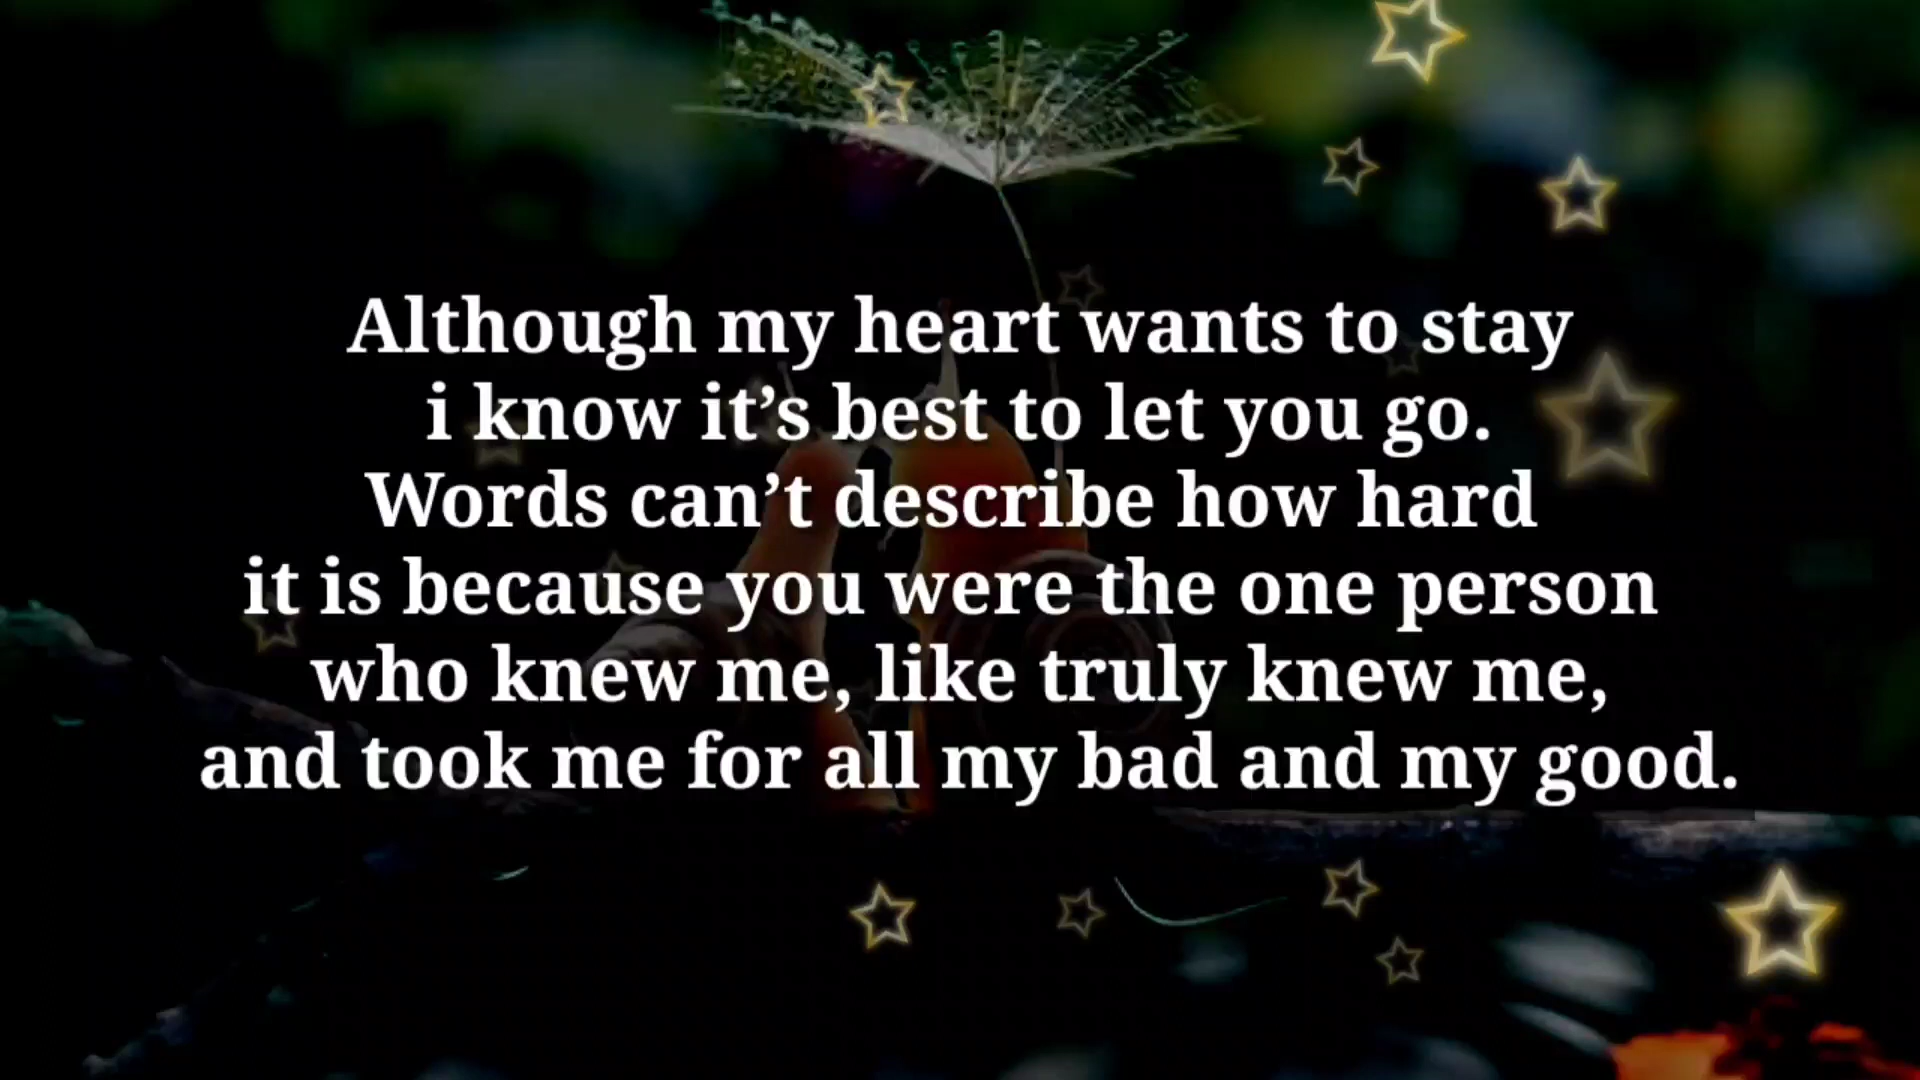 Although my heart wants to stay
i know it’s best to let you go.
Words can’t describe how hard
it is because you were the one person
who knew me, like truly knew me,
and took me for all my bad and my good.